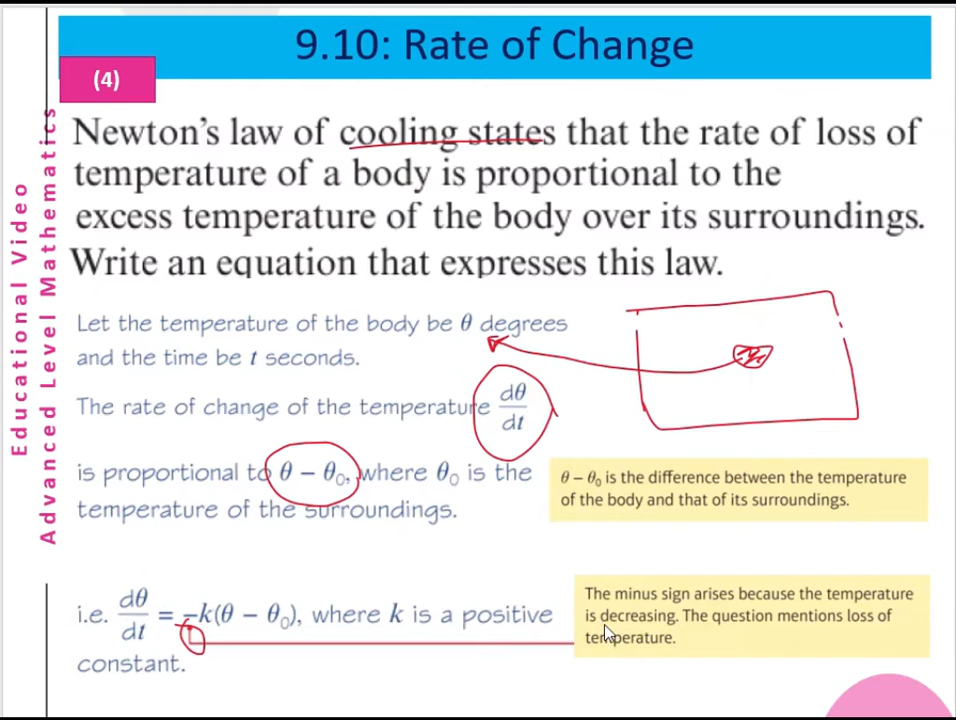 9.10: Rate of Change
(4)
Educational Video
Advanced Level Mathematics
Newton's law of cooling states that the rate of loss of
temperature of a body is proportional to the
excess temperature of the body over its surroundings.
Write an equation that expresses this law.
Let the temperature of the body be θ degrees
and the time be t seconds.
The rate of change of the temperature dθ/dt
is proportional to θ − θ₀, where θ₀ is the
temperature of the surroundings.
θ − θ₀ is the difference between the temperature
of the body and that of its surroundings.
i.e. dθ/dt = −k(θ − θ₀), where k is a positive
constant.
The minus sign arises because the temperature
is decreasing. The question mentions loss of
temperature.